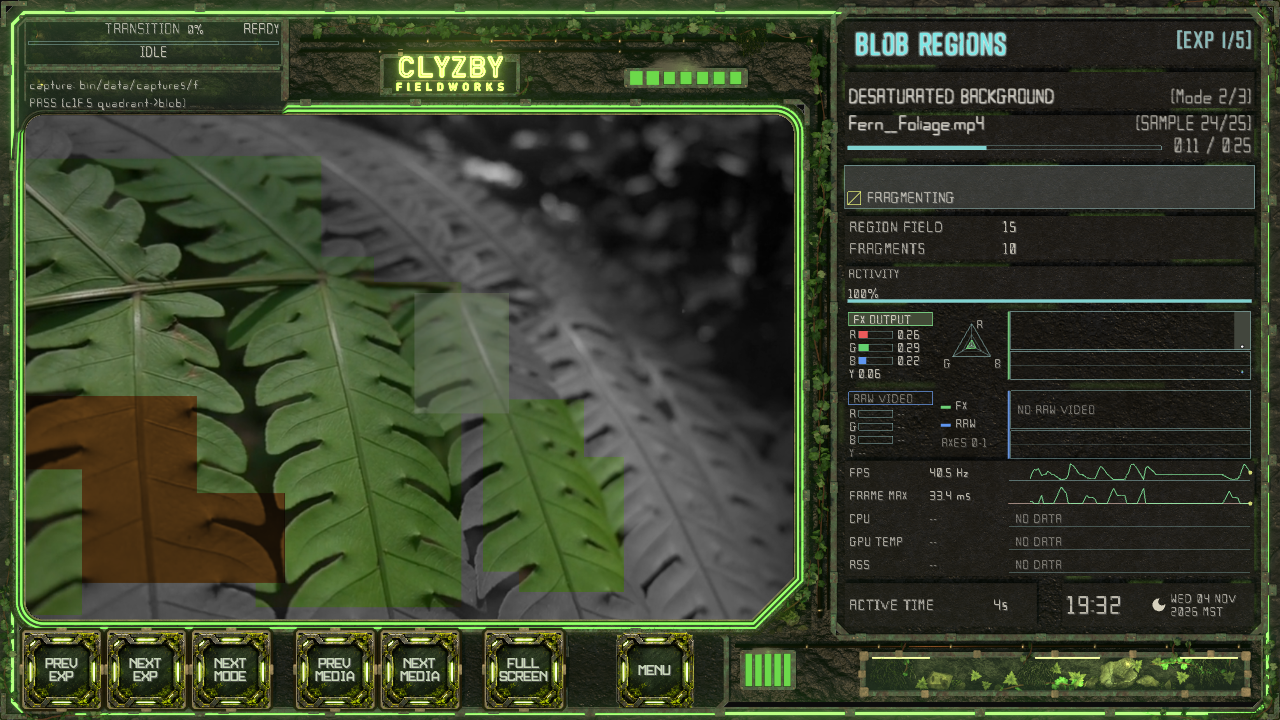 TRANSITION 0% READY
IDLE
capture: bin/data/captures/f
PASS [c1F5 quadrant->blob]
CLYZBY
FIELDWORKS
BLOB REGIONS [EXP 1/5]
DESATURATED BACKGROUND (Mode 2/3)
Fern_Foliage.mp4 (SAMPLE 24/25)
0:11 / 0:25
FRAGMENTING
REGION FIELD 15
FRAGMENTS 10
ACTIVITY
100%
FX OUTPUT
R 0.26
G 0.29
B 0.22
Y 0.06
R
G B
RAW VIDEO
R --
G --
B --
Y --
FX
RAW
AXES 0-1
NO RAW VIDEO
FPS 40.5 Hz
FRAME MAX 33.4 ms
CPU -- NO DATA
GPU TEMP -- NO DATA
RSS -- NO DATA
ACTIVE TIME 4s
19:32
WED 04 NOV
2026 MST
PREV
EXP
NEXT
EXP
NEXT
MODE
PREV
MEDIA
NEXT
MEDIA
FULL
SCREEN
MENU